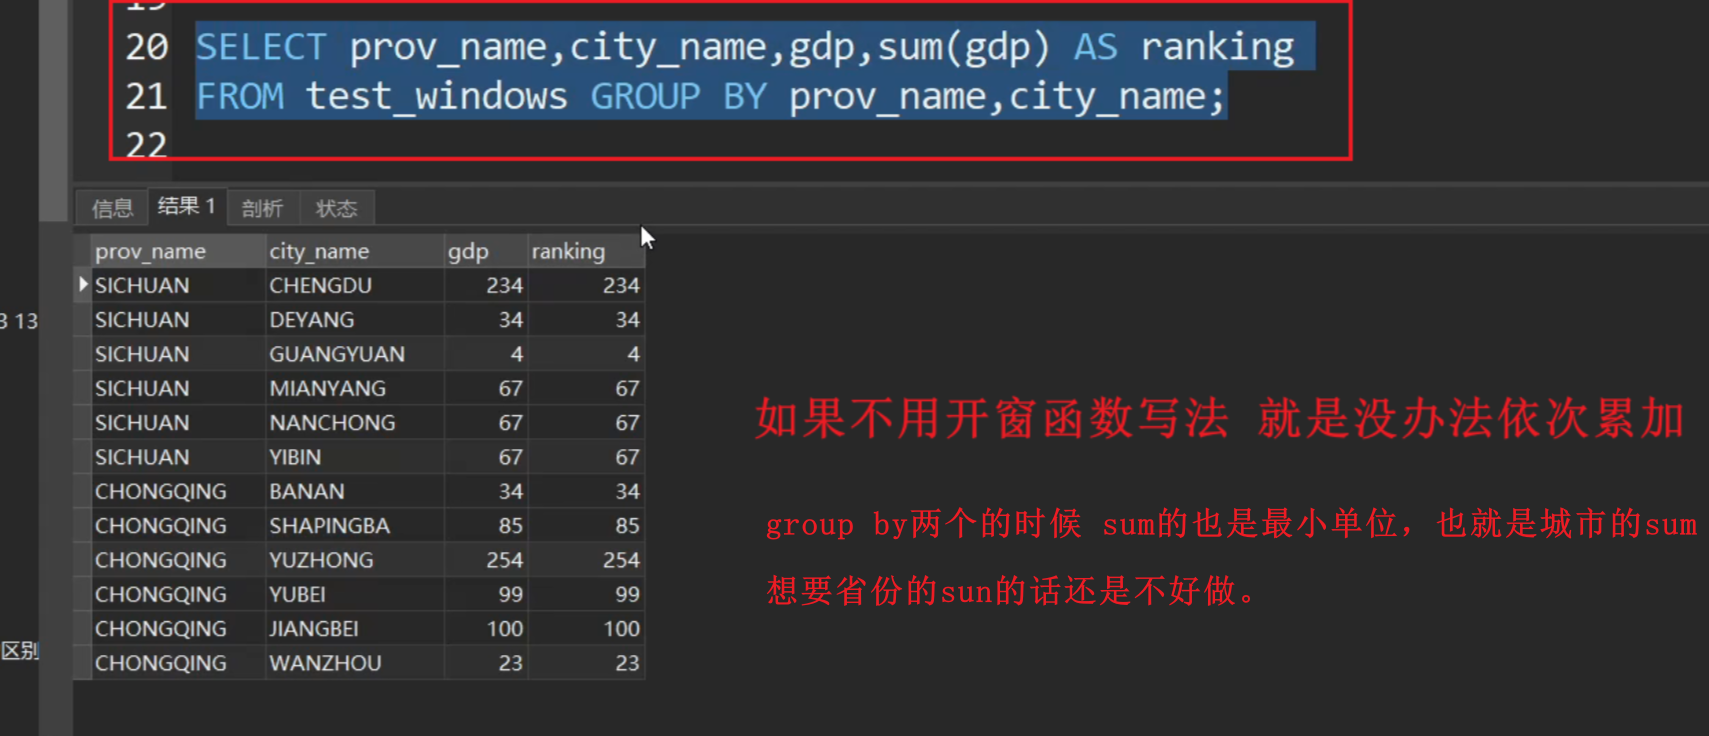 19
20 SELECT prov_name,city_name,gdp,sum(gdp) AS ranking
21 FROM test_windows GROUP BY prov_name,city_name;
22
信息 结果 1 剖析 状态
prov_name city_name gdp ranking
SICHUAN CHENGDU 234 234
3 13
SICHUAN DEYANG 34 34
SICHUAN GUANGYUAN 4 4
SICHUAN MIANYANG 67 67
SICHUAN NANCHONG 67 67
SICHUAN YIBIN 67 67
CHONGQING BANAN 34 34
CHONGQING SHAPINGBA 85 85
CHONGQING YUZHONG 254 254
CHONGQING YUBEI 99 99
CHONGQING JIANGBEI 100 100
区别
CHONGQING WANZHOU 23 23
如果不用开窗函数写法 就是没办法依次累加
group by两个的时候 sum的也是最小单位，也就是城市的sum
想要省份的sun的话还是不好做。